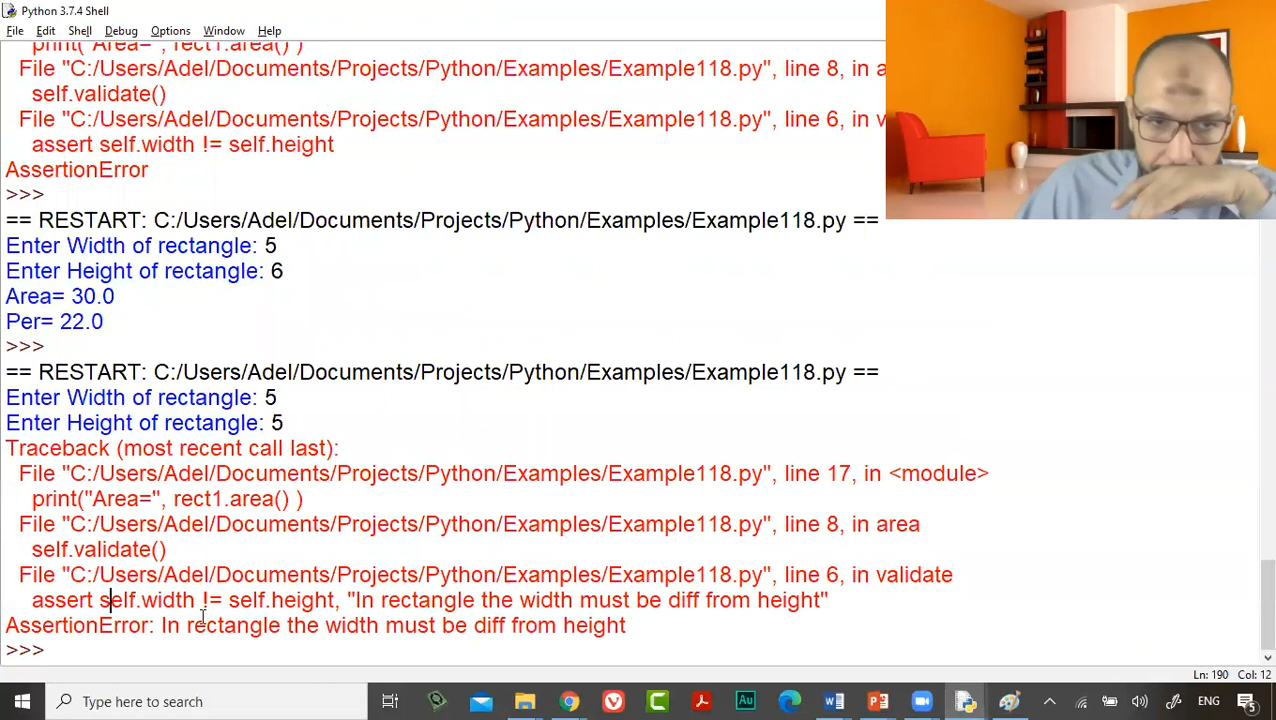 Python 3.7.4 Shell
File Edit Shell Debug Options Window Help
print("Area=", rect1.area() )
File "C:/Users/Adel/Documents/Projects/Python/Examples/Example118.py", line 8, in a
self.validate()
File "C:/Users/Adel/Documents/Projects/Python/Examples/Example118.py", line 6, in v
assert self.width != self.height
AssertionError
>>>
== RESTART: C:/Users/Adel/Documents/Projects/Python/Examples/Example118.py ==
Enter Width of rectangle: 5
Enter Height of rectangle: 6
Area= 30.0
Per= 22.0
>>>
== RESTART: C:/Users/Adel/Documents/Projects/Python/Examples/Example118.py ==
Enter Width of rectangle: 5
Enter Height of rectangle: 5
Traceback (most recent call last):
File "C:/Users/Adel/Documents/Projects/Python/Examples/Example118.py", line 17, in <module>
print("Area=", rect1.area() )
File "C:/Users/Adel/Documents/Projects/Python/Examples/Example118.py", line 8, in area
self.validate()
File "C:/Users/Adel/Documents/Projects/Python/Examples/Example118.py", line 6, in validate
assert self.width != self.height, "In rectangle the width must be diff from height"
AssertionError: In rectangle the width must be diff from height
>>>
Ln: 190 Col: 12
Type here to search
ENG
5